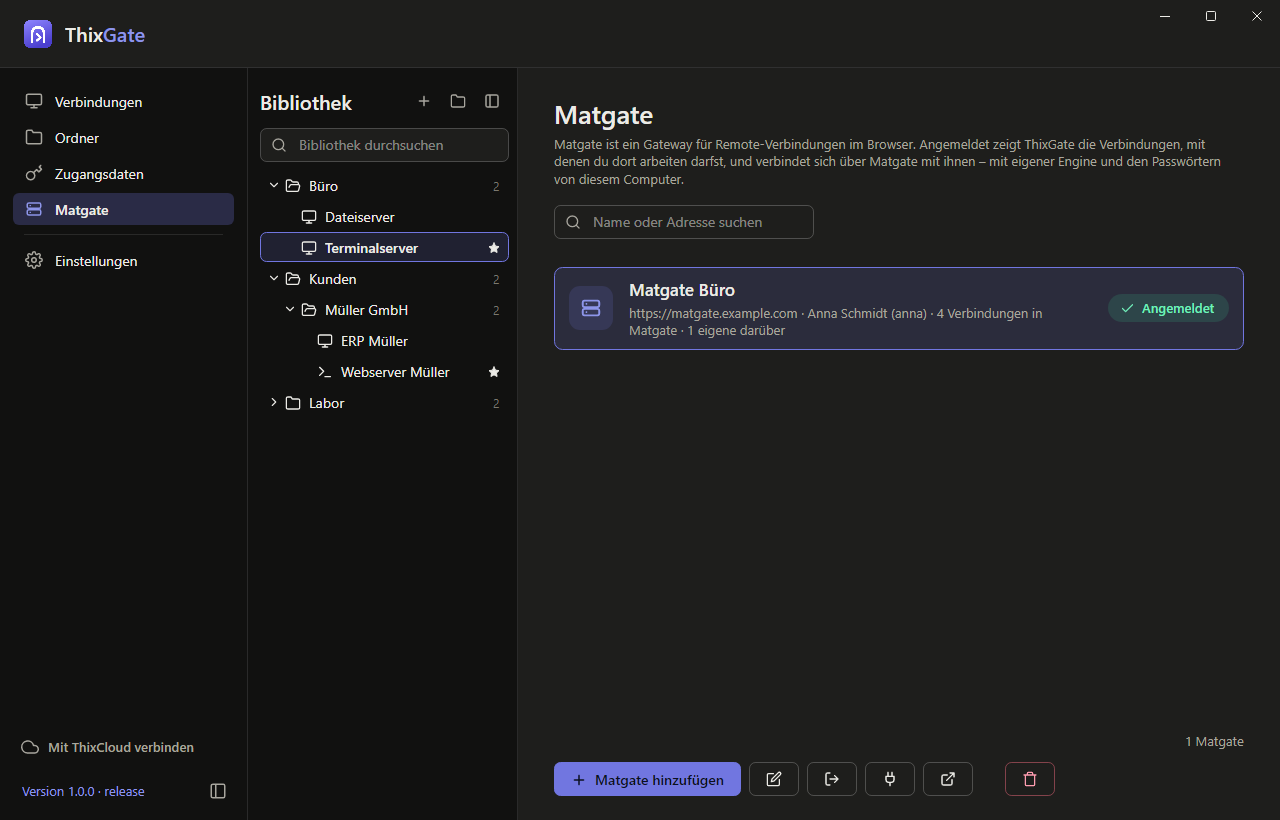 ThixGate
Verbindungen
Ordner
Zugangsdaten
Matgate
Einstellungen
Mit ThixCloud verbinden
Version 1.0.0 · release
Bibliothek
Bibliothek durchsuchen
Büro 2
Dateiserver
Terminalserver
Kunden 2
Müller GmbH 2
ERP Müller
Webserver Müller
Labor 2
Matgate
Matgate ist ein Gateway für Remote-Verbindungen im Browser. Angemeldet zeigt ThixGate die Verbindungen, mit
denen du dort arbeiten darfst, und verbindet sich über Matgate mit ihnen – mit eigener Engine und den Passwörtern
von diesem Computer.
Name oder Adresse suchen
Matgate Büro
https://matgate.example.com · Anna Schmidt (anna) · 4 Verbindungen in
Matgate · 1 eigene darüber
Angemeldet
1 Matgate
Matgate hinzufügen